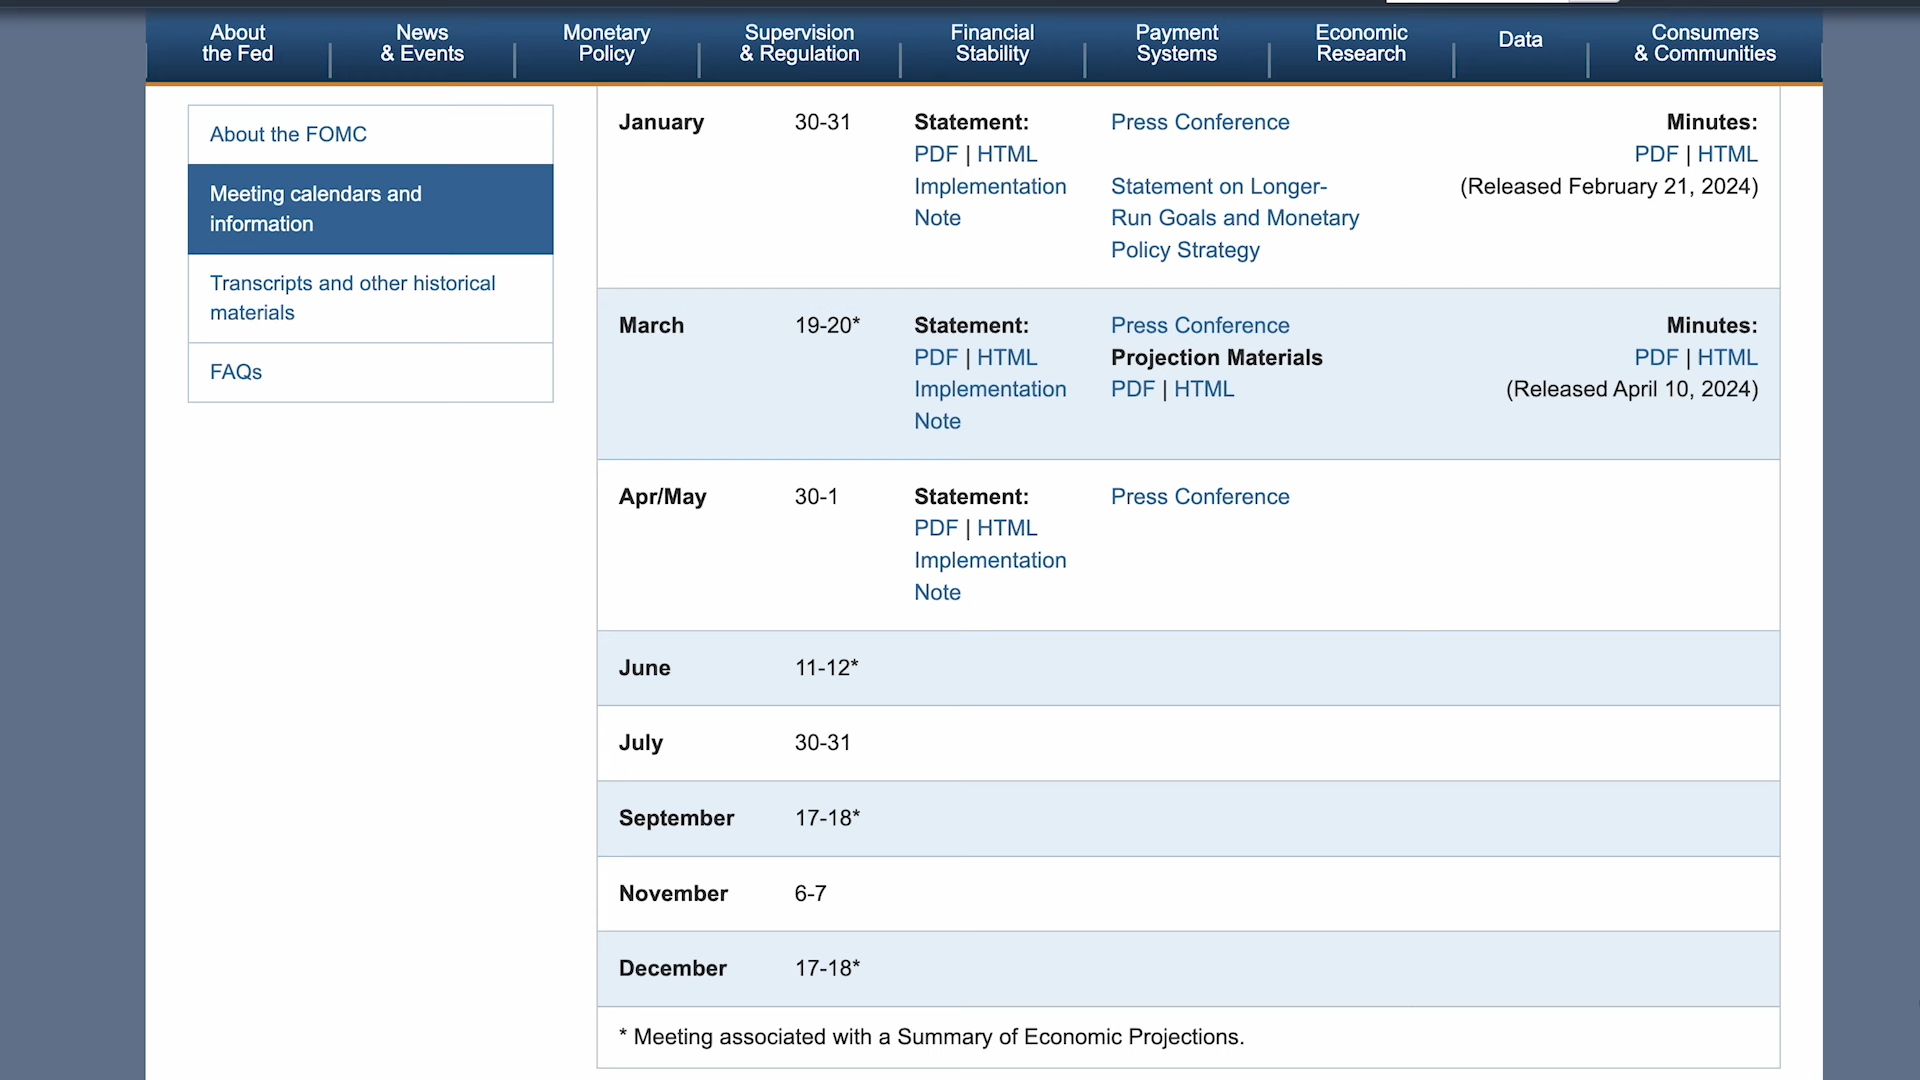 About the Fed
News & Events
Monetary Policy
Supervision & Regulation
Financial Stability
Payment Systems
Economic Research
Data
Consumers & Communities
About the FOMC
Meeting calendars and
information
Transcripts and other historical
materials
FAQs
January 30-31 Statement: Press Conference Minutes:
PDF | HTML PDF | HTML
Implementation Statement on Longer- (Released February 21, 2024)
Note Run Goals and Monetary
Policy Strategy
March 19-20* Statement: Press Conference Minutes:
PDF | HTML Projection Materials PDF | HTML
Implementation PDF | HTML (Released April 10, 2024)
Note
Apr/May 30-1 Statement: Press Conference
PDF | HTML
Implementation
Note
June 11-12*
July 30-31
September 17-18*
November 6-7
December 17-18*
* Meeting associated with a Summary of Economic Projections.